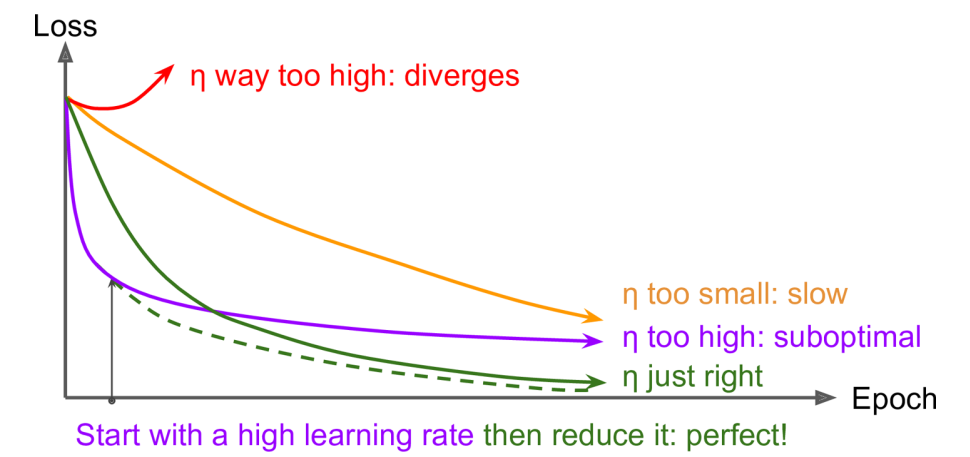 Loss
η way too high: diverges
η too small: slow
η too high: suboptimal
η just right
Epoch
Start with a high learning rate then reduce it: perfect!